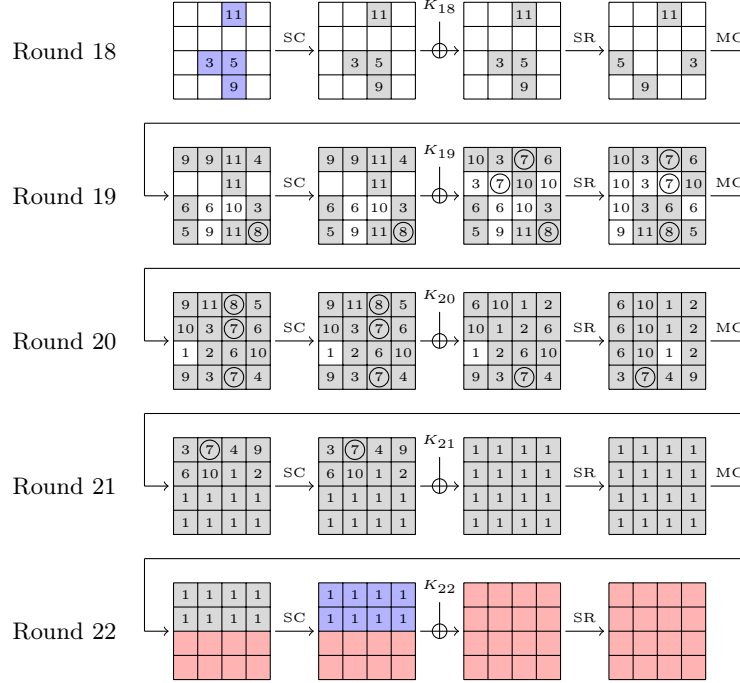 11 11 K18 11 11
Round 18 SC SR MC
3 5 3 5 3 5 5 3
9 9 9 9
9 9 11 4 9 9 11 4 K19 10 3 7 6 10 3 7 6
Round 19 11 SC 11 3 7 10 10 SR 10 3 7 10 MC
6 6 10 3 6 6 10 3 6 6 10 3 10 3 6 6
5 9 11 8 5 9 11 8 5 9 11 8 9 11 8 5
9 11 8 5 9 11 8 5 K20 6 10 1 2 6 10 1 2
Round 20 10 3 7 6 SC 10 3 7 6 10 1 2 6 SR 6 10 1 2 MC
1 2 6 10 1 2 6 10 1 2 6 10 6 10 1 2
9 3 7 4 9 3 7 4 9 3 7 4 3 7 4 9
3 7 4 9 3 7 4 9 K21 1 1 1 1 1 1 1 1
Round 21 6 10 1 2 SC 6 10 1 2 1 1 1 1 SR 1 1 1 1 MC
1 1 1 1 1 1 1 1 1 1 1 1 1 1 1 1
1 1 1 1 1 1 1 1 1 1 1 1 1 1 1 1
1 1 1 1 1 1 1 1 K22
Round 22 1 1 1 1 SC 1 1 1 1 SR